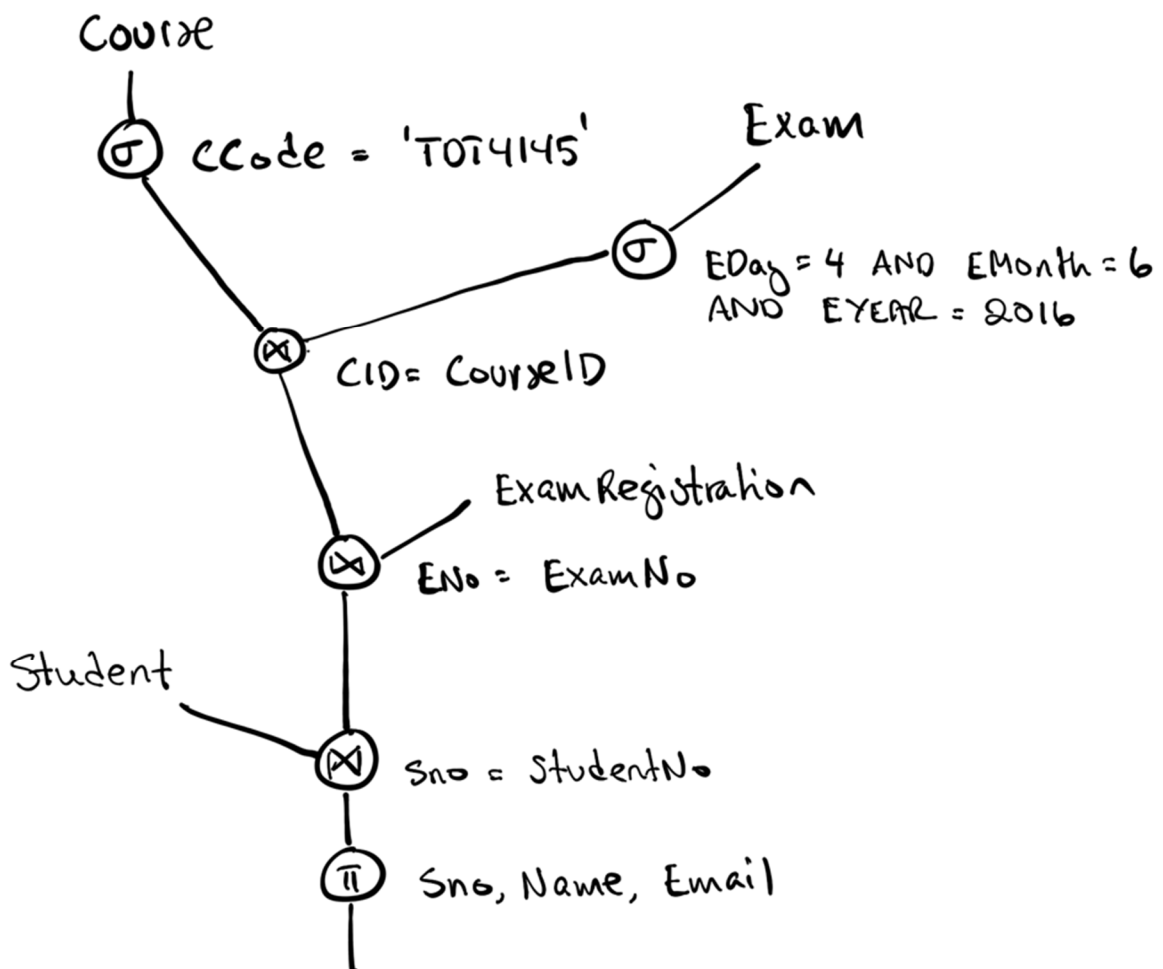 Course
σ CCode = 'TDT4145'
Exam
σ
EDay = 4 AND EMonth = 6
AND EYEAR = 2016
⋈ CID = CourseID
ExamRegistration
⋈ ENo = ExamNo
Student
⋈ Sno = StudentNo
π Sno, Name, Email